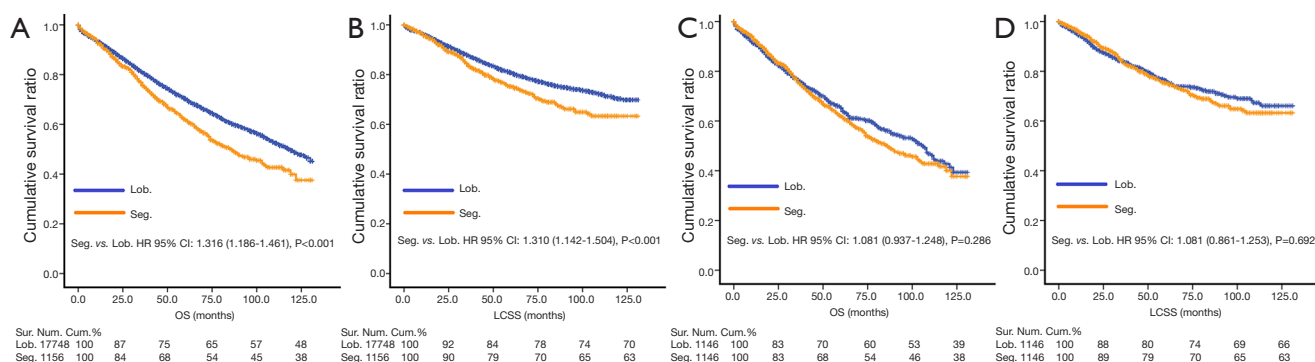 A
Cumulative survival ratio
1.0
0.8
0.6
0.4
0.2
0.0
Lob.
Seg.
Seg. vs. Lob. HR 95% CI: 1.316 (1.186-1.461), P<0.001
0.0 25.0 50.0 75.0 100.0 125.0
OS (months)
Sur. Num. Cum.%
Lob. 17748 100 87 75 65 57 48
Seg. 1156 100 84 68 54 45 38
B
Cumulative survival ratio
1.0
0.8
0.6
0.4
0.2
0.0
Lob.
Seg.
Seg. vs. Lob. HR 95% CI: 1.310 (1.142-1.504), P<0.001
0.0 25.0 50.0 75.0 100.0 125.0
LCSS (months)
Sur. Num. Cum.%
Lob. 17748 100 92 84 78 74 70
Seg. 1156 100 90 79 70 65 63
C
Cumulative survival ratio
1.0
0.8
0.6
0.4
0.2
0.0
Lob.
Seg.
Seg. vs. Lob. HR 95% CI: 1.081 (0.937-1.248), P=0.286
0.0 25.0 50.0 75.0 100.0 125.0
OS (months)
Sur. Num. Cum.%
Lob. 1146 100 83 70 60 53 39
Seg. 1146 100 83 68 54 46 38
D
Cumulative survival ratio
1.0
0.8
0.6
0.4
0.2
0.0
Lob.
Seg.
Seg. vs. Lob. HR 95% CI: 1.081 (0.861-1.253), P=0.692
0.0 25.0 50.0 75.0 100.0 125.0
LCSS (months)
Sur. Num. Cum.%
Lob. 1146 100 88 80 74 69 66
Seg. 1146 100 89 79 70 65 63